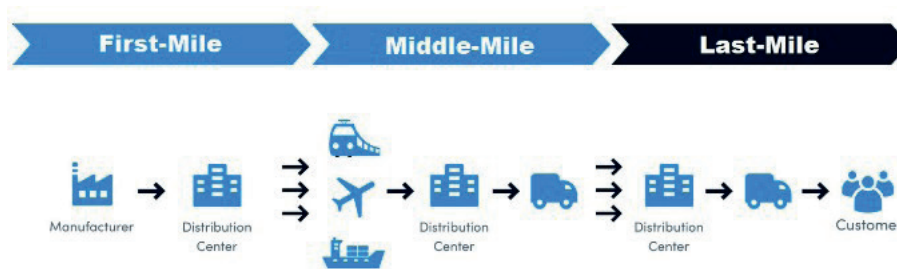 First-Mile
Middle-Mile
Last-Mile
Manufacturer
Distribution
Center
Distribution
Center
Distribution
Center
Custome